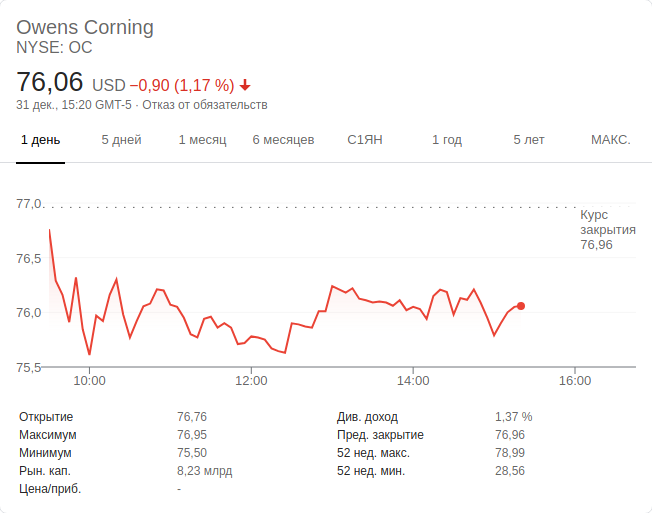 Owens Corning
NYSE: OC
76,06 USD −0,90 (1,17 %)
31 дек., 15:20 GMT-5 · Отказ от обязательств
1 день 5 дней 1 месяц 6 месяцев С1ЯН 1 год 5 лет МАКС.
77,0
Курс
закрытия
76,96
76,5
76,0
75,5
10:00 12:00 14:00 16:00
Открытие 76,76 Див. доход 1,37 %
Максимум 76,95 Пред. закрытие 76,96
Минимум 75,50 52 нед. макс. 78,99
Рын. кап. 8,23 млрд 52 нед. мин. 28,56
Цена/приб. -